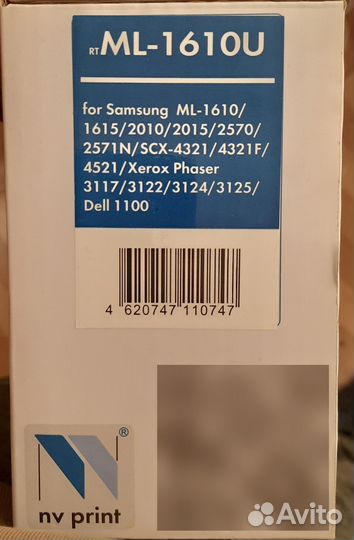 RT ML-1610U
for Samsung ML-1610/
1615/2010/2015/2570/
2571N/SCX-4321/4321F/
4521/Xerox Phaser
3117/3122/3124/3125/
Dell 1100
4 620747 110747
®
nv print
Avito